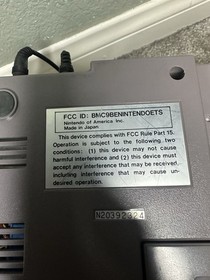 FCC ID: BMC9BENINTENDOETS
Nintendo of America Inc.
Made in Japan
This device complies with FCC Rule Part 15.
Operation is subject to the following two
conditions: (1) this device may not cause
harmful interference and (2) this device must
accept any interference that may be received,
including interference that may cause un-
desired operation.
N20392324